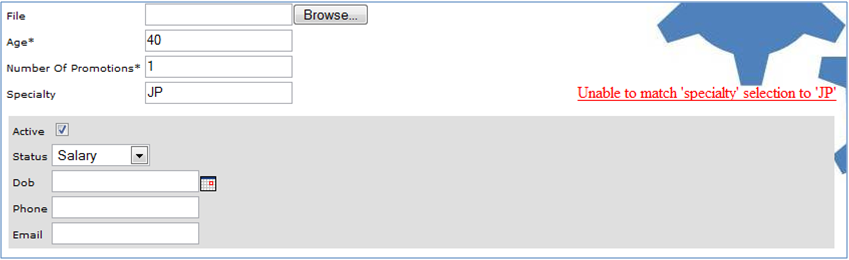 File Browse...
Age* 40
Number Of Promotions* 1
Specialty JP Unable to match 'specialty' selection to 'JP'
Active
Status Salary
Dob
Phone
Email